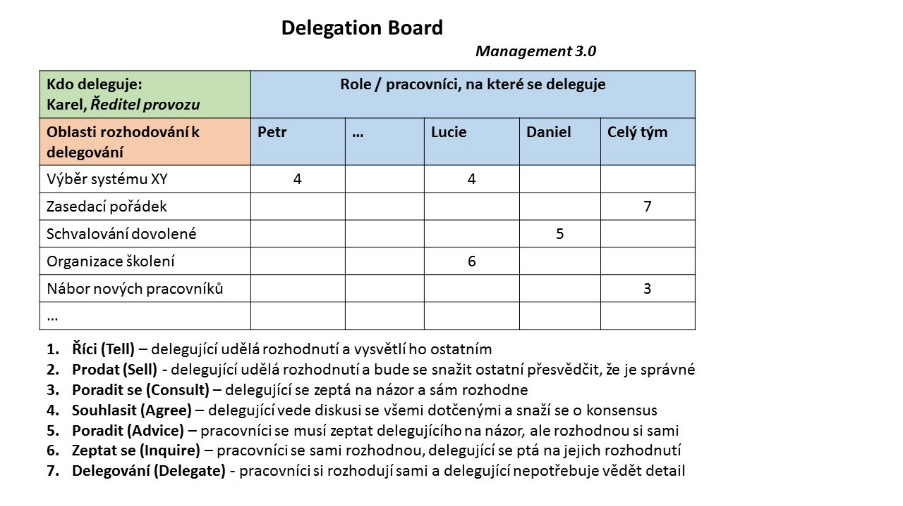 Delegation Board
Management 3.0
Kdo deleguje:
Karel, Ředitel provozu
Role / pracovníci, na které se deleguje
Oblasti rozhodování k
delegování
Petr
...
Lucie
Daniel
Celý tým
Výběr systému XY 4 4
Zasedací pořádek 7
Schvalování dovolené 5
Organizace školení 6
Nábor nových pracovníků 3
...
1. Říci (Tell) – delegující udělá rozhodnutí a vysvětlí ho ostatním
2. Prodat (Sell) - delegující udělá rozhodnutí a bude se snažit ostatní přesvědčit, že je správné
3. Poradit se (Consult) – delegující se zeptá na názor a sám rozhodne
4. Souhlasit (Agree) – delegující vede diskusi se všemi dotčenými a snaží se o konsensus
5. Poradit (Advice) – pracovníci se musí zeptat delegujícího na názor, ale rozhodnou si sami
6. Zeptat se (Inquire) – pracovníci se sami rozhodnou, delegující se ptá na jejich rozhodnutí
7. Delegování (Delegate) - pracovníci si rozhodují sami a delegující nepotřebuje vědět detail